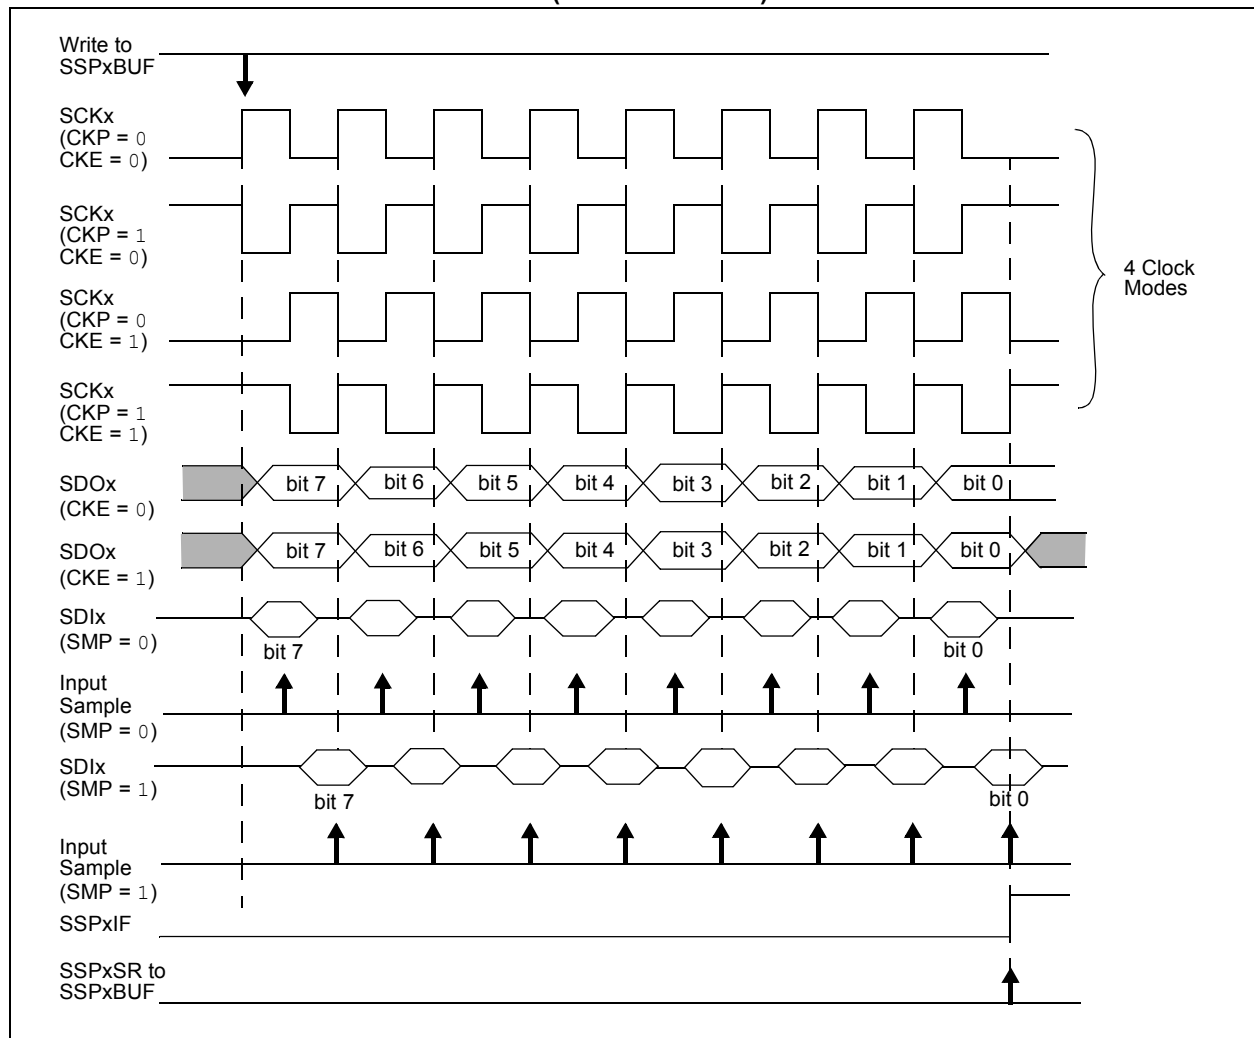 Write to
SSPxBUF
SCKx
(CKP = 0
CKE = 0)
SCKx
(CKP = 1
CKE = 0)
SCKx
(CKP = 0
CKE = 1)
SCKx
(CKP = 1
CKE = 1)
4 Clock
Modes
SDOx
(CKE = 0)
bit 7 bit 6 bit 5 bit 4 bit 3 bit 2 bit 1 bit 0
SDOx
(CKE = 1)
bit 7 bit 6 bit 5 bit 4 bit 3 bit 2 bit 1 bit 0
SDIx
(SMP = 0)
bit 7 bit 0
Input
Sample
(SMP = 0)
SDIx
(SMP = 1)
bit 7 bit 0
Input
Sample
(SMP = 1)
SSPxIF
SSPxSR to
SSPxBUF